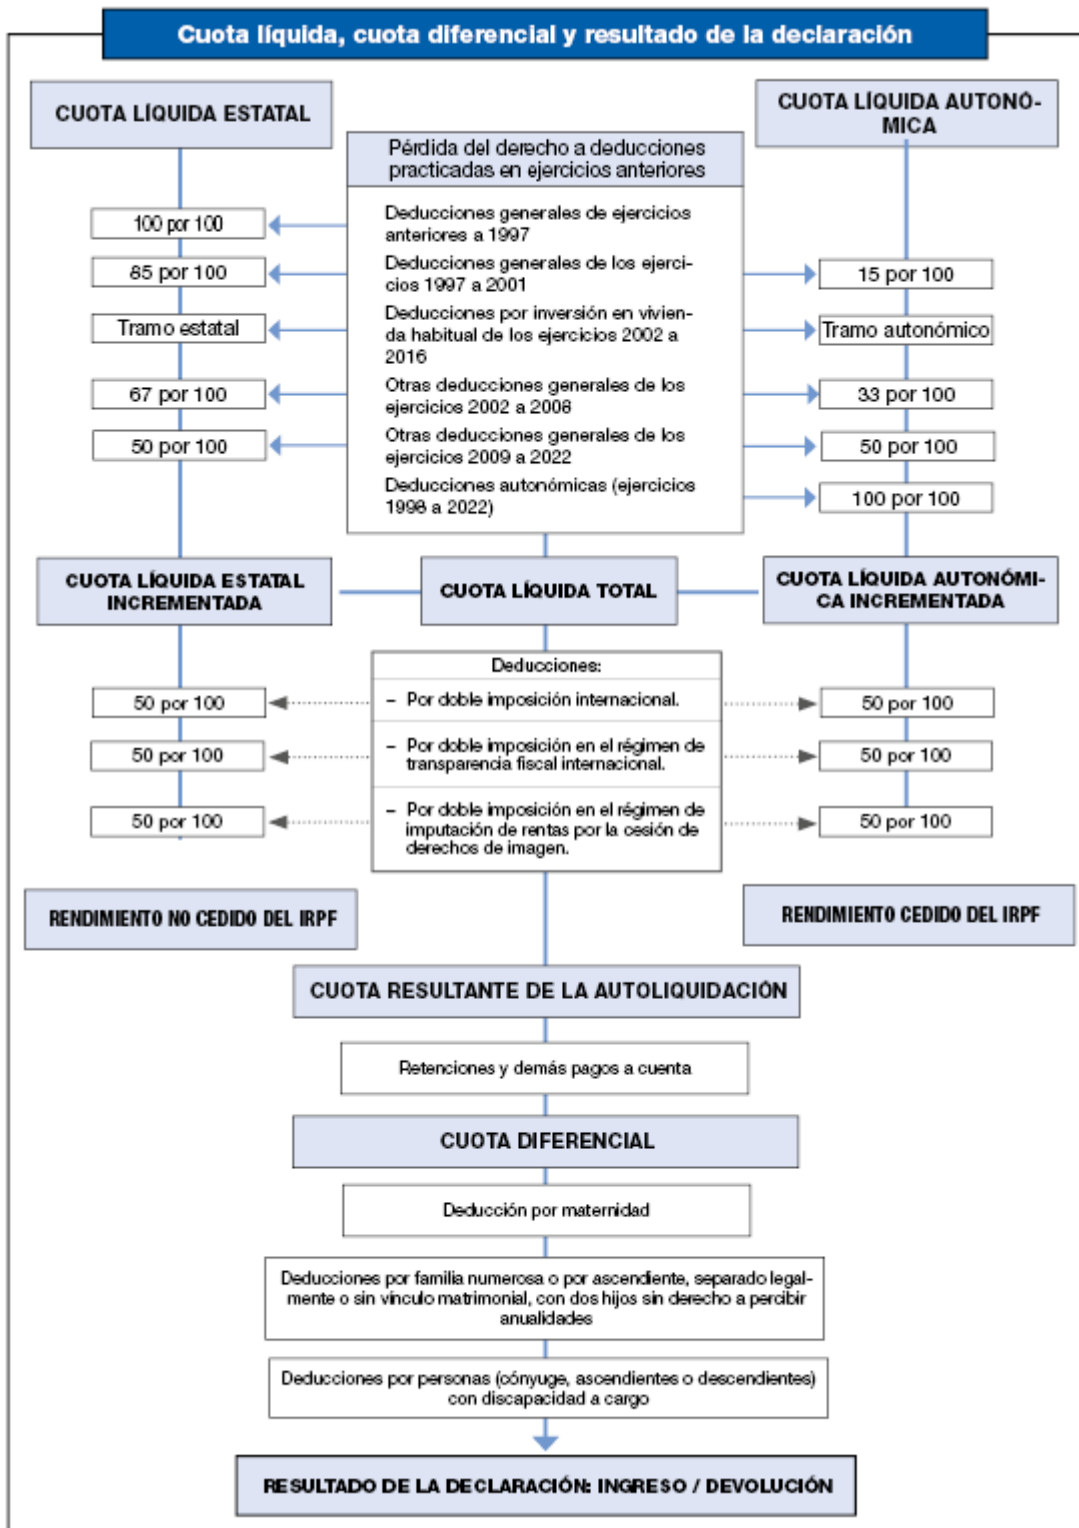 Cuota líquida, cuota diferencial y resultado de la declaración
CUOTA LÍQUIDA ESTATAL
CUOTA LÍQUIDA AUTONÓ-
MICA
Pérdida del derecho a deducciones
practicadas en ejercicios anteriores
100 por 100
Deducciones generales de ejercicios
anteriores a 1997
85 por 100
Deducciones generales de los ejerci-
cios 1997 a 2001
15 por 100
Tramo estatal
Deducciones por inversión en vivien-
da habitual de los ejercicios 2002 a
2016
Tramo autonómico
67 por 100
Otras deducciones generales de los
ejercicios 2002 a 2008
33 por 100
50 por 100
Otras deducciones generales de los
ejercicios 2009 a 2022
50 por 100
Deducciones autonómicas (ejercicios
1998 a 2022)
100 por 100
CUOTA LÍQUIDA ESTATAL
INCREMENTADA
CUOTA LÍQUIDA TOTAL
CUOTA LÍQUIDA AUTONÓMI-
CA INCREMENTADA
Deducciones:
50 por 100
– Por doble imposición internacional.
50 por 100
50 por 100
– Por doble imposición en el régimen de
transparencia fiscal internacional.
50 por 100
50 por 100
– Por doble imposición en el régimen de
imputación de rentas por la cesión de
derechos de imagen.
50 por 100
RENDIMIENTO NO CEDIDO DEL IRPF
RENDIMIENTO CEDIDO DEL IRPF
CUOTA RESULTANTE DE LA AUTOLIQUIDACIÓN
Retenciones y demás pagos a cuenta
CUOTA DIFERENCIAL
Deducción por maternidad
Deducciones por familia numerosa o por ascendiente, separado legal-
mente o sin vínculo matrimonial, con dos hijos sin derecho a percibir
anualidades
Deducciones por personas (cónyuge, ascendientes o descendientes)
con discapacidad a cargo
RESULTADO DE LA DECLARACIÓN: INGRESO / DEVOLUCIÓN